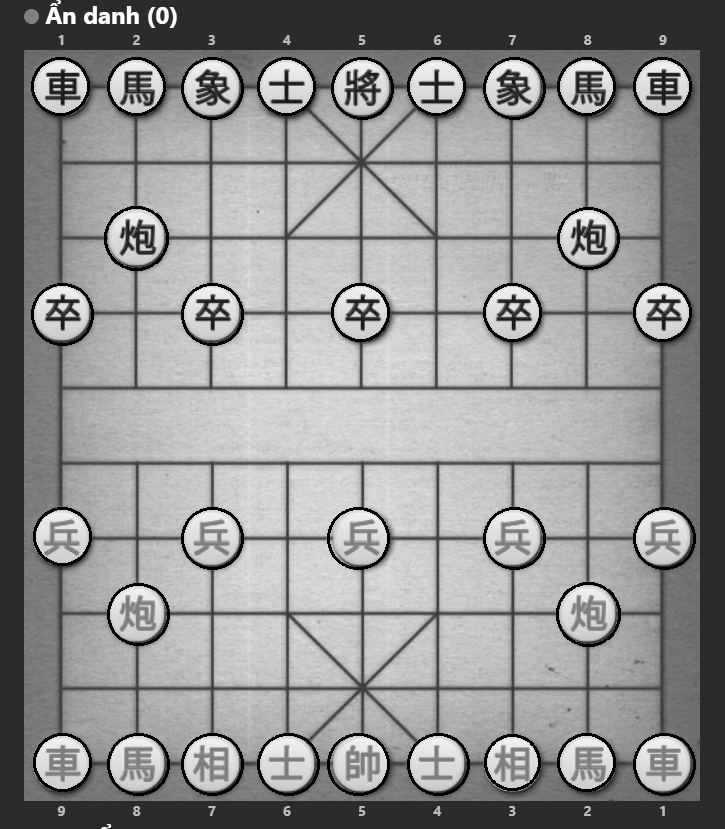 Ẩn danh (0)
1 2 3 4 5 6 7 8 9
車 馬 象 士 將 士 象 馬 車
炮 炮
卒 卒 卒 卒 卒
兵 兵 兵 兵 兵
炮 炮
車 馬 相 士 帥 士 相 馬 車
9 8 7 6 5 4 3 2 1